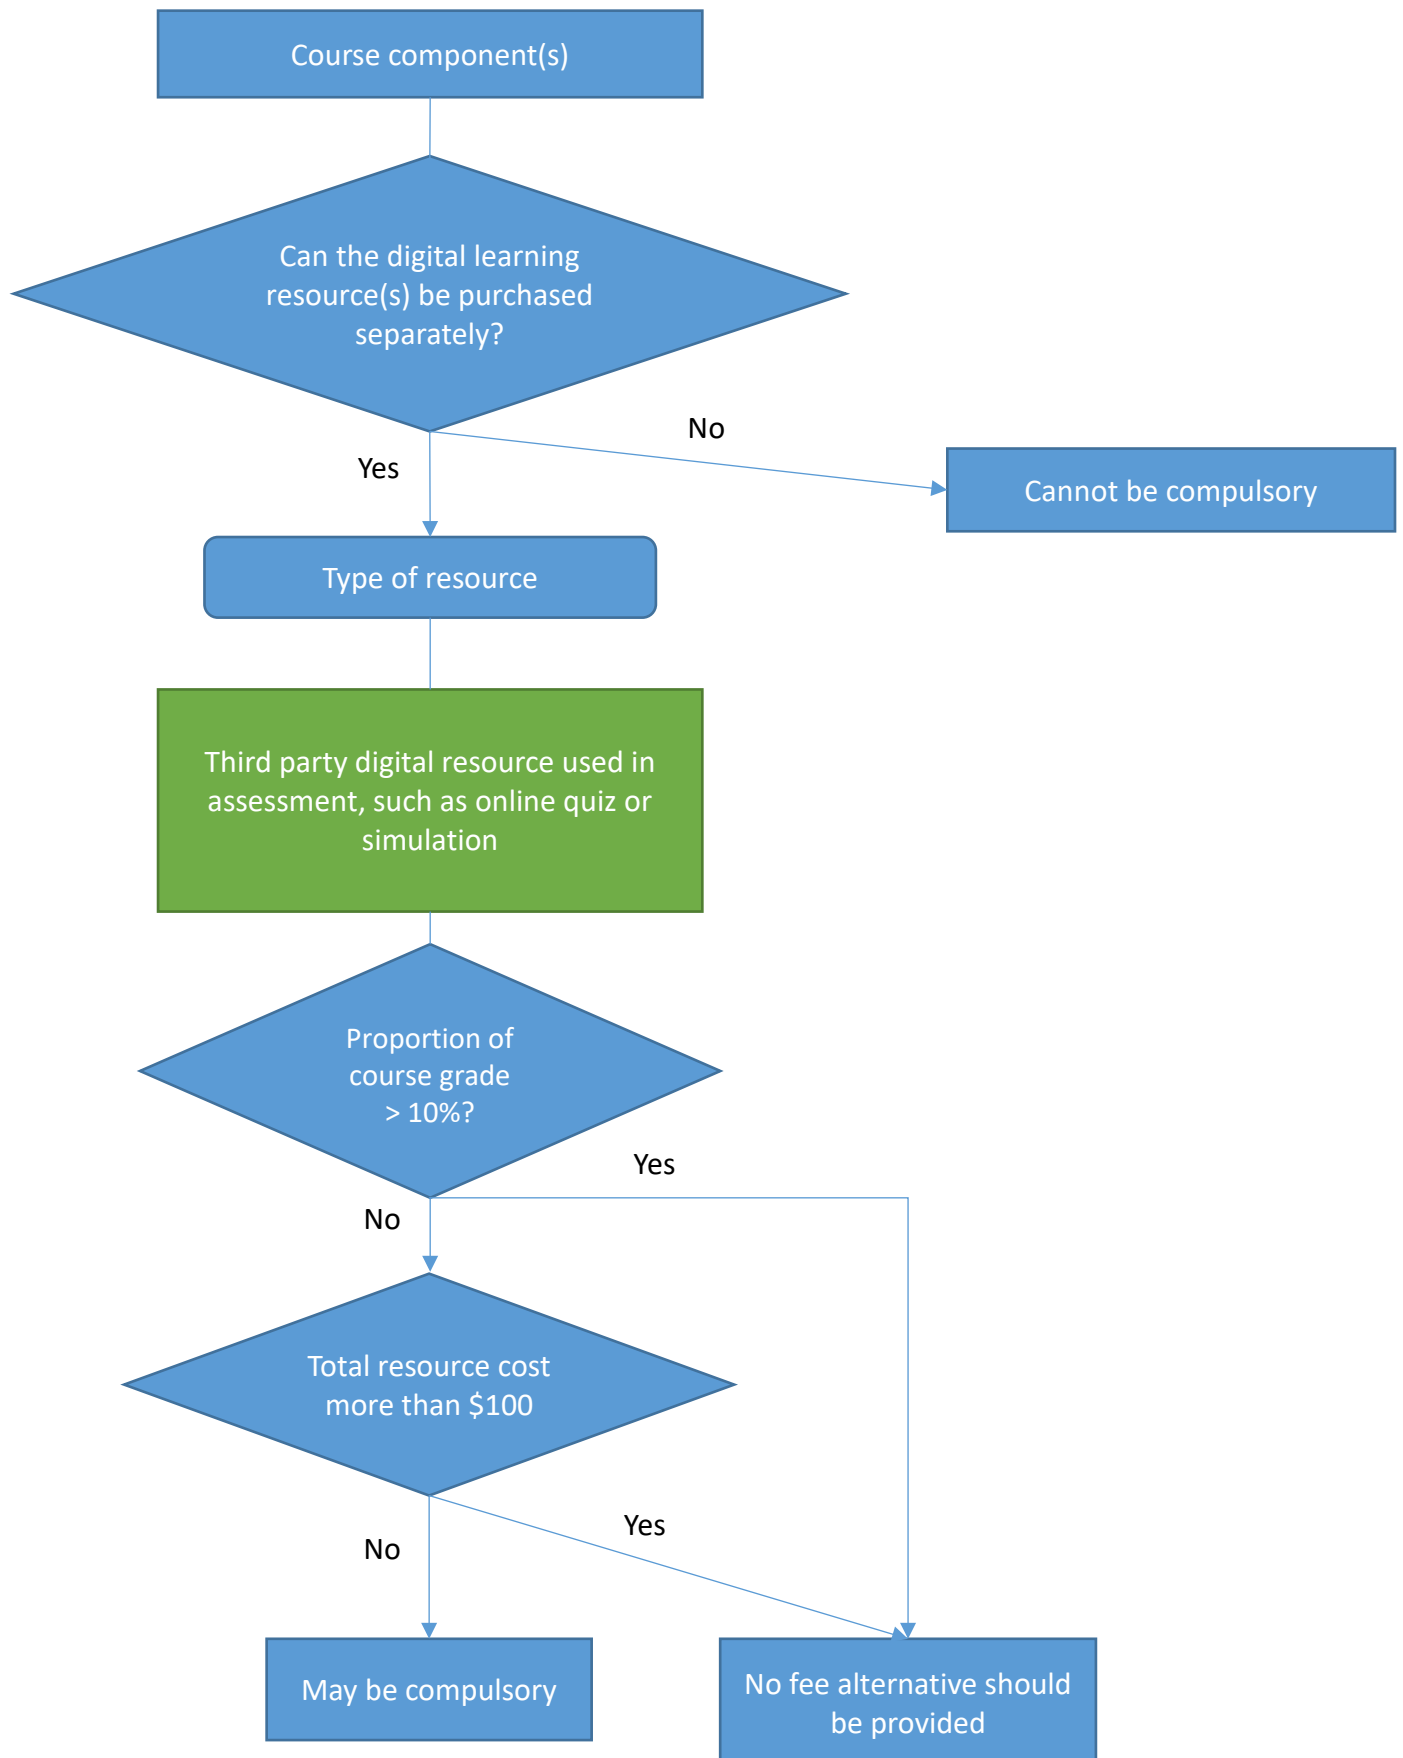 Course component(s)
Can the digital learning
resource(s) be purchased
separately?
No
Yes
Cannot be compulsory
Type of resource
Third party digital resource used in
assessment, such as online quiz or
simulation
Proportion of
course grade
> 10%?
Yes
No
Total resource cost
more than $100
Yes
No
May be compulsory
No fee alternative should
be provided